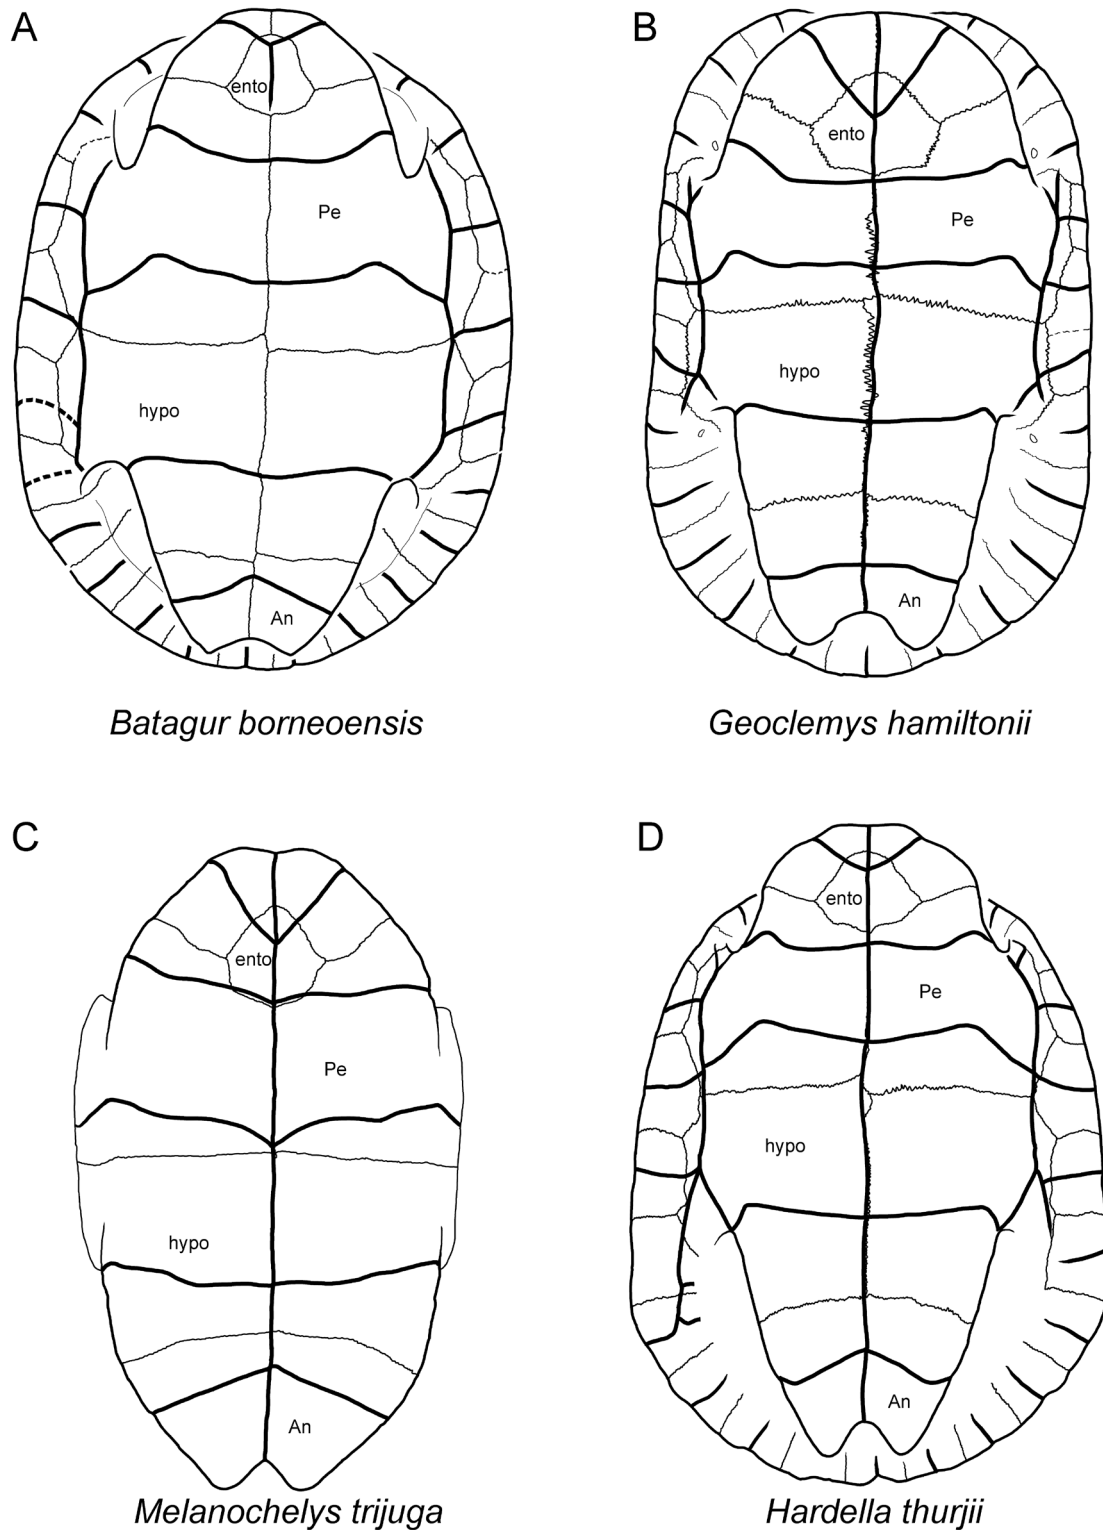 A
ento
Pe
hypo
An
Batagur borneoensis
B
ento
Pe
hypo
An
Geoclemys hamiltonii
C
ento
Pe
hypo
An
Melanochelys trijuga
D
ento
Pe
hypo
An
Hardella thurjii